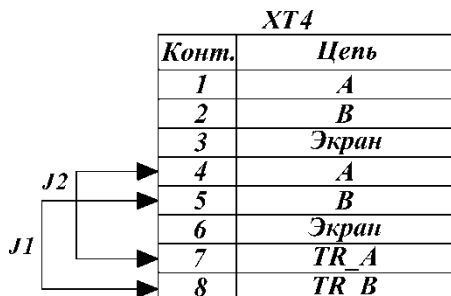 XT4
Конт. Цепь
1 A
2 B
3 Экран
4 A
5 B
6 Экран
7 TR_A
8 TR_B
J2
J1